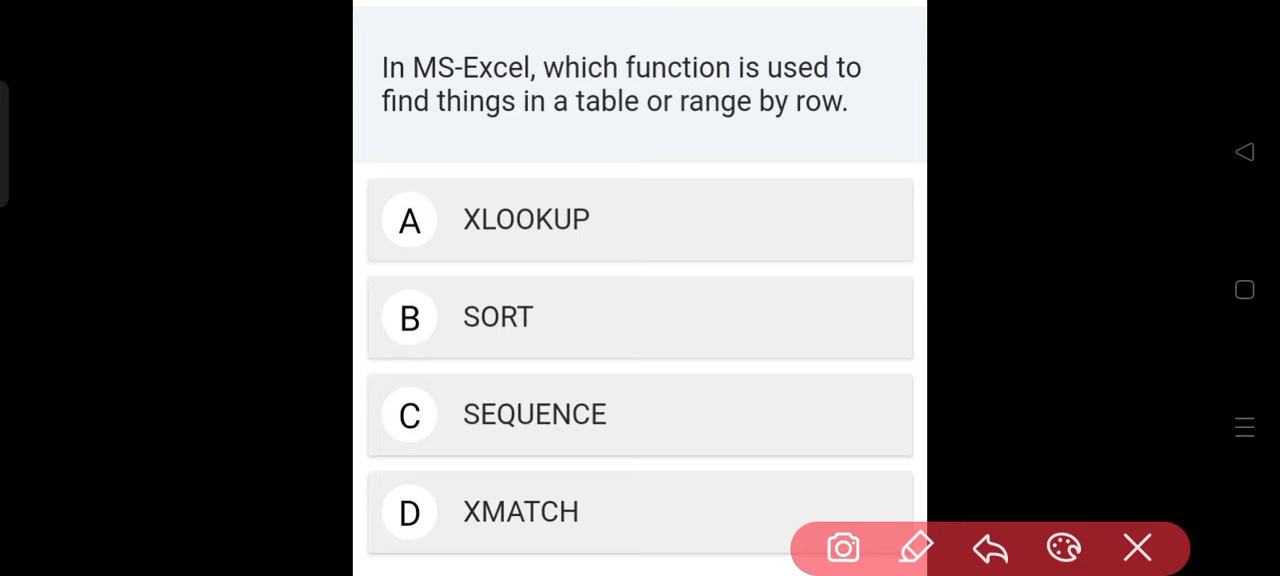 In MS-Excel, which function is used to
find things in a table or range by row.
A XLOOKUP
B SORT
C SEQUENCE
D XMATCH